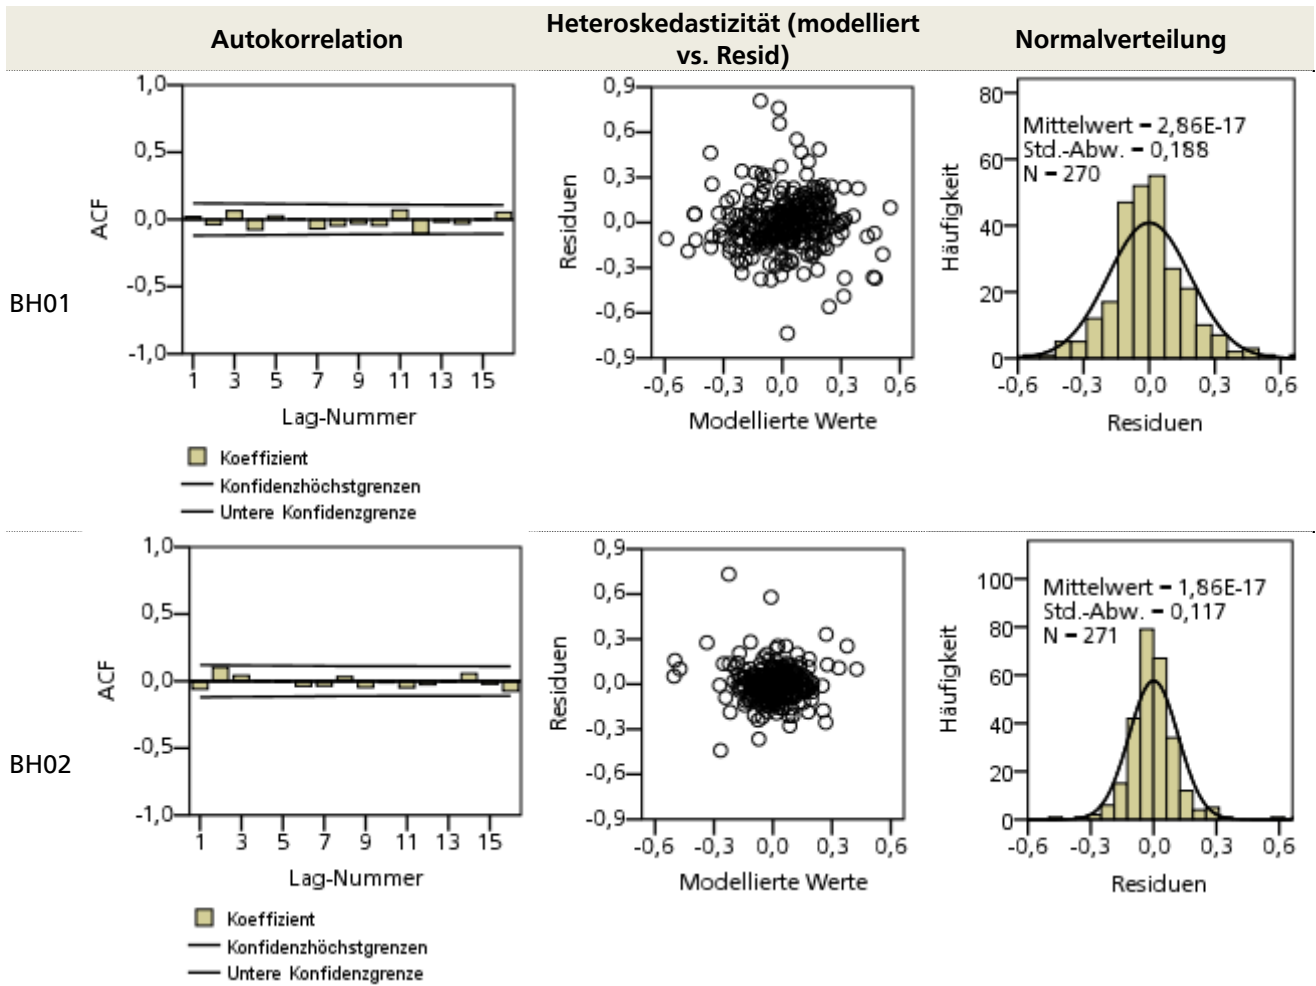 Autokorrelation
Heteroskedastizität (modelliert
vs. Resid)
Normalverteilung
BH01
1,0
0,5
0,0
-0,5
-1,0
ACF
1 3 5 7 9 11 13 15
Lag-Nummer
Koeffizient
Konfidenzhöchstgrenzen
Untere Konfidenzgrenze
0,9
0,6
0,3
0,0
-0,3
-0,6
-0,9
Residuen
-0,6 -0,3 0,0 0,3 0,6
Modellierte Werte
80
60
40
20
0
Häufigkeit
Mittelwert = 2,86E-17
Std.-Abw. = 0,188
N = 270
-0,6 -0,3 0,0 0,3 0,6
Residuen
BH02
1,0
0,5
0,0
-0,5
-1,0
ACF
1 3 5 7 9 11 13 15
Lag-Nummer
Koeffizient
Konfidenzhöchstgrenzen
Untere Konfidenzgrenze
0,9
0,6
0,3
0,0
-0,3
-0,6
-0,9
Residuen
-0,6 -0,3 0,0 0,3 0,6
Modellierte Werte
100
80
60
40
20
0
Häufigkeit
Mittelwert = 1,86E-17
Std.-Abw. = 0,117
N = 271
-0,6 -0,3 0,0 0,3 0,6
Residuen